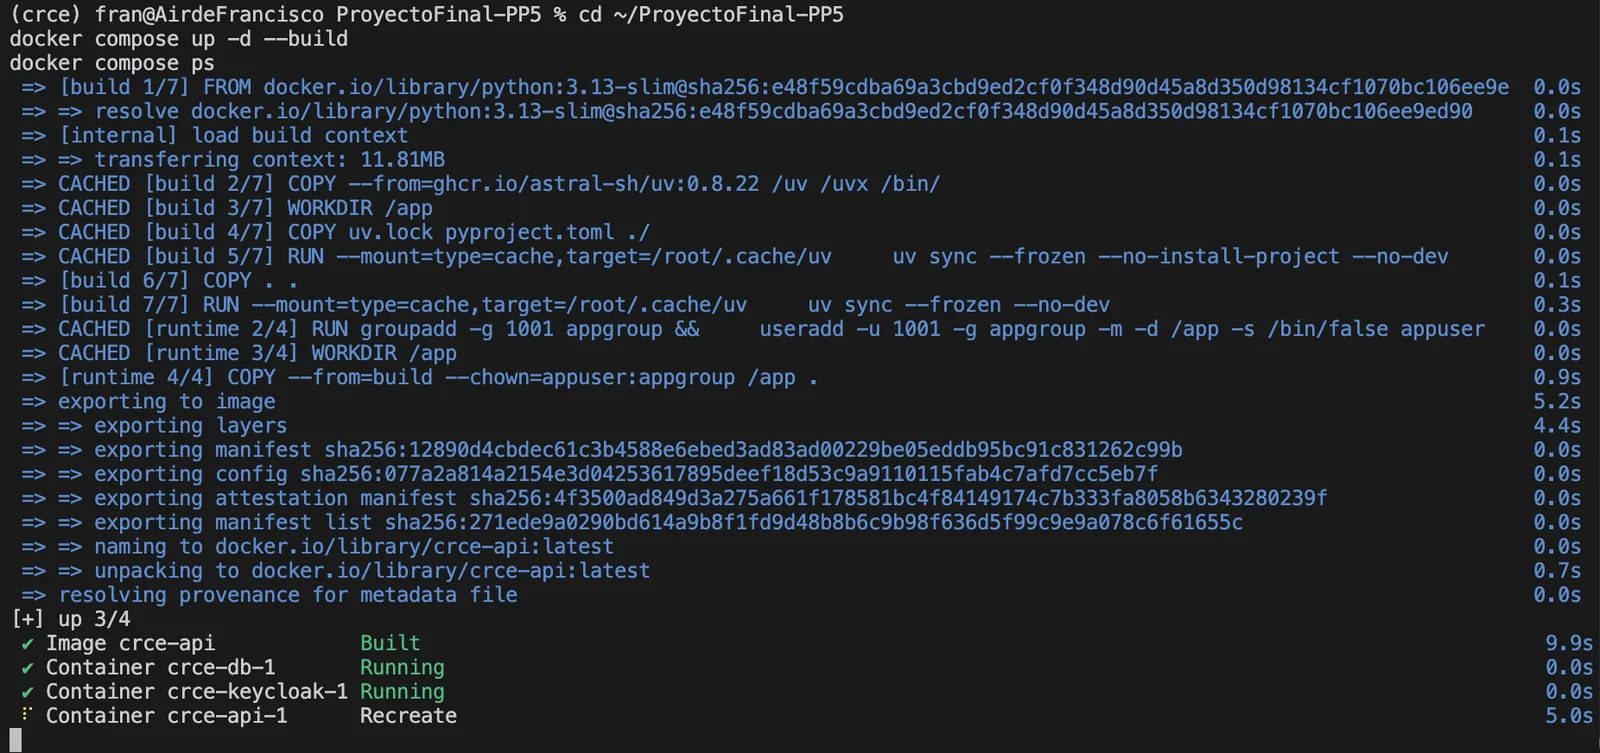 (crce) fran@AirdeFrancisco ProyectoFinal-PP5 % cd ~/ProyectoFinal-PP5
docker compose up -d --build
docker compose ps
=> [build 1/7] FROM docker.io/library/python:3.13-slim@sha256:e48f59cdba69a3cbd9ed2cf0f348d90d45a8d350d98134cf1070bc106ee9e 0.0s
=> => resolve docker.io/library/python:3.13-slim@sha256:e48f59cdba69a3cbd9ed2cf0f348d90d45a8d350d98134cf1070bc106ee9ed90 0.0s
=> [internal] load build context 0.1s
=> => transferring context: 11.81MB 0.1s
=> CACHED [build 2/7] COPY --from=ghcr.io/astral-sh/uv:0.8.22 /uv /uvx /bin/ 0.0s
=> CACHED [build 3/7] WORKDIR /app 0.0s
=> CACHED [build 4/7] COPY uv.lock pyproject.toml ./ 0.0s
=> CACHED [build 5/7] RUN --mount=type=cache,target=/root/.cache/uv     uv sync --frozen --no-install-project --no-dev 0.0s
=> [build 6/7] COPY . . 0.1s
=> [build 7/7] RUN --mount=type=cache,target=/root/.cache/uv     uv sync --frozen --no-dev 0.3s
=> CACHED [runtime 2/4] RUN groupadd -g 1001 appgroup &&     useradd -u 1001 -g appgroup -m -d /app -s /bin/false appuser 0.0s
=> CACHED [runtime 3/4] WORKDIR /app 0.0s
=> [runtime 4/4] COPY --from=build --chown=appuser:appgroup /app . 0.9s
=> exporting to image 5.2s
=> => exporting layers 4.4s
=> => exporting manifest sha256:12890d4cbdec61c3b4588e6ebed3ad83ad00229be05eddb95bc91c831262c99b 0.0s
=> => exporting config sha256:077a2a814a2154e3d04253617895deef18d53c9a9110115fab4c7afd7cc5eb7f 0.0s
=> => exporting attestation manifest sha256:4f3500ad849d3a275a661f178581bc4f84149174c7b333fa8058b6343280239f 0.0s
=> => exporting manifest list sha256:271ede9a0290bd614a9b8f1fd9d48b8b6c9b98f636d5f99c9e9a078c6f61655c 0.0s
=> => naming to docker.io/library/crce-api:latest 0.0s
=> => unpacking to docker.io/library/crce-api:latest 0.7s
=> resolving provenance for metadata file 0.0s
[+] up 3/4
✔ Image crce-api Built 9.9s
✔ Container crce-db-1 Running 0.0s
✔ Container crce-keycloak-1 Running 0.0s
⠋ Container crce-api-1 Recreate 5.0s